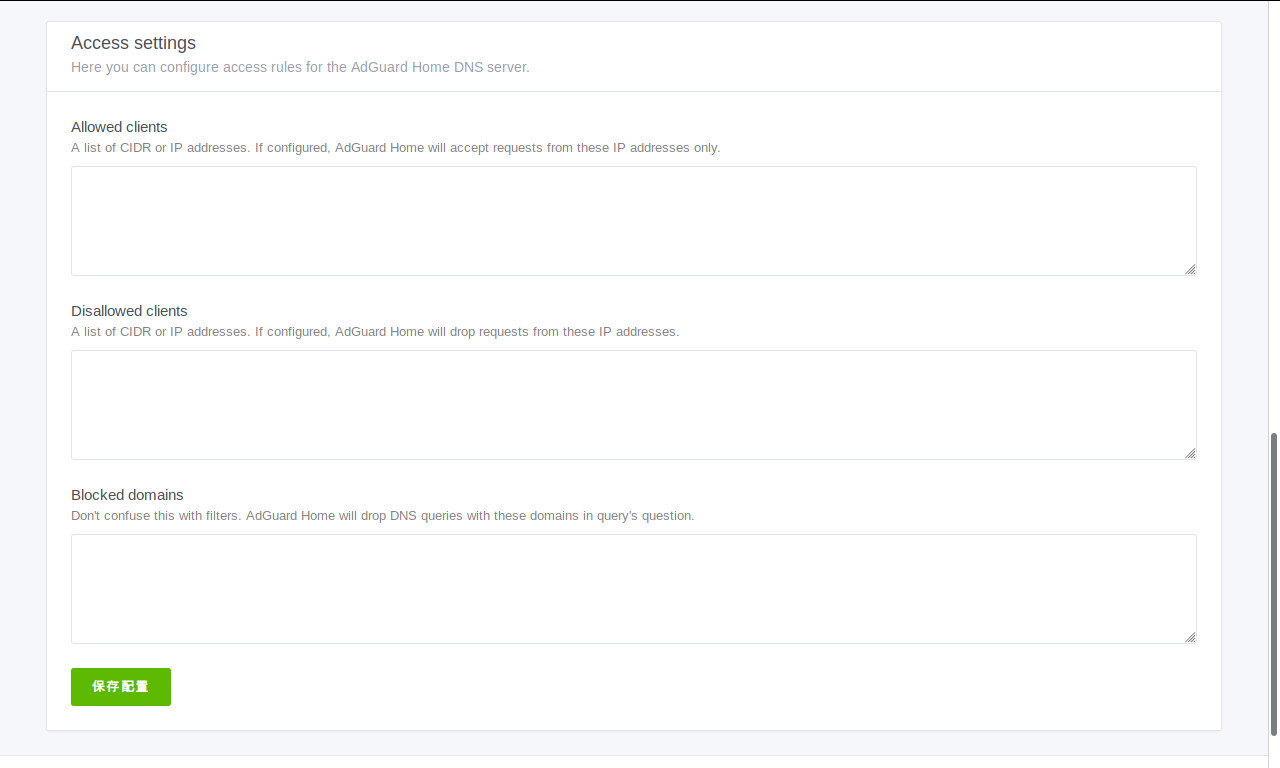 Access settings
Here you can configure access rules for the AdGuard Home DNS server.
Allowed clients
A list of CIDR or IP addresses. If configured, AdGuard Home will accept requests from these IP addresses only.
Disallowed clients
A list of CIDR or IP addresses. If configured, AdGuard Home will drop requests from these IP addresses.
Blocked domains
Don't confuse this with filters. AdGuard Home will drop DNS queries with these domains in query's question.
保存配置